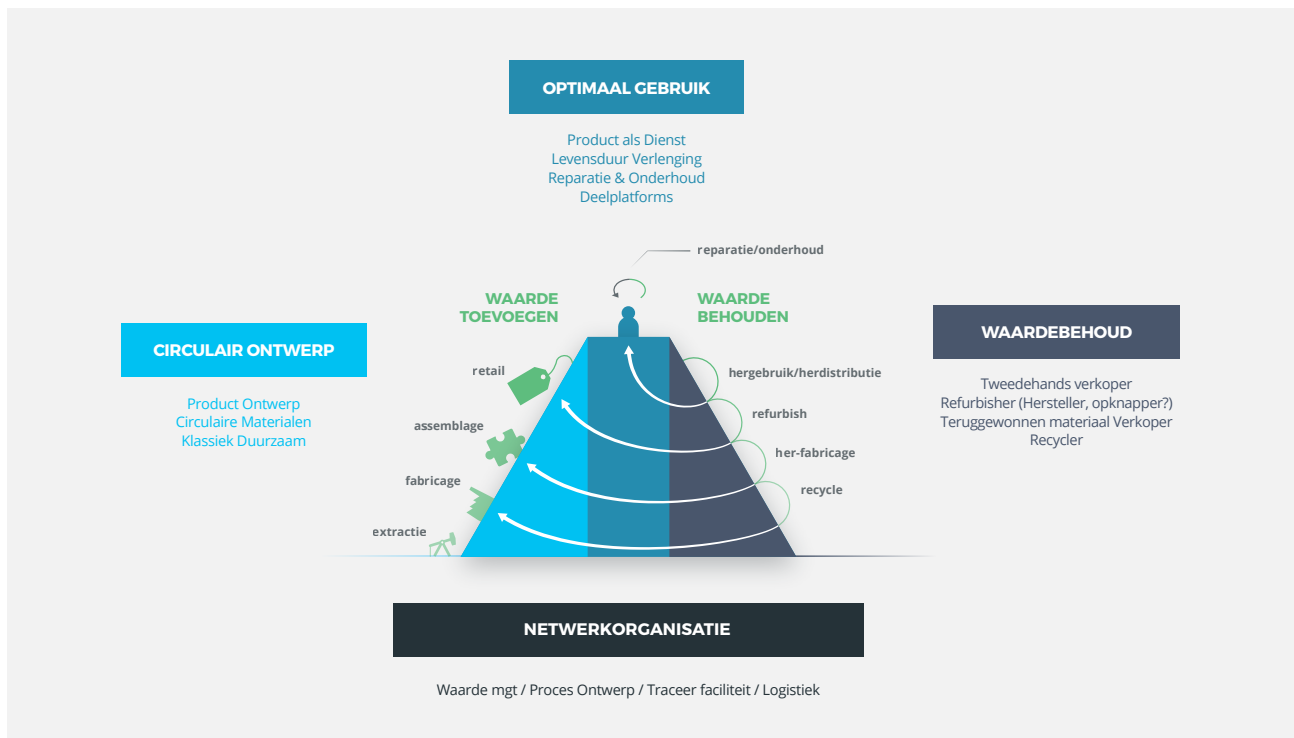 OPTIMAAL GEBRUIK
Product als Dienst
Levensduur Verlenging
Reparatie & Onderhoud
Deelplatforms
reparatie/onderhoud
WAARDE
TOEVOEGEN
WAARDE
BEHOUDEN
CIRCULAIR ONTWERP
Product Ontwerp
Circulaire Materialen
Klassiek Duurzaam
WAARDEBEHOUD
Tweedehands verkoper
Refurbisher (Hersteller, opknapper?)
Teruggewonnen materiaal Verkoper
Recycler
retail
assemblage
fabricage
extractie
hergebruik/herdistributie
refurbish
her-fabricage
recycle
NETWERKORGANISATIE
Waarde mgt / Proces Ontwerp / Traceer faciliteit / Logistiek